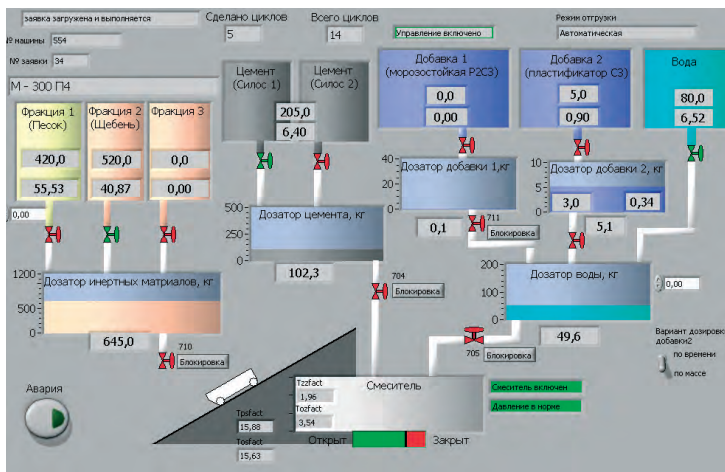 заявка загружена и выполняется
Сделано циклов
5
Всего циклов
14
Управление включено
Режим отгрузки
Автоматическая
№ машины
554
№ заявки
34
М - 300 П4
Фракция 1
(Песок)
420,0
55,53
0,00
Фракция 2
(Щебень)
520,0
40,87
Фракция 3
0,0
0,00
Цемент
(Силос 1)
Цемент
(Силос 2)
205,0
6,40
Добавка 1
(морозостойкая Р2С3)
0,0
0,00
Добавка 2
(пластификатор С3)
5,0
0,90
Вода
80,0
6,52
40
20
0
Дозатор добавки 1,кг
0,1
711
Блокировка
10
5
0
Дозатор добавки 2, кг
3,0
0,34
5,1
500
250
0
Дозатор цемента, кг
102,3
704
Блокировка
200
100
0
Дозатор воды, кг
0,00
49,6
1200
500
0
Дозатор инертных матриалов, кг
645,0
710
Блокировка
705
Блокировка
Вариант дозировки
добавки2
по времени
по массе
Авария
Tpsfact
15,88
Tosfact
15,63
Tzzfact
1,96
Tozfact
3,54
Смеситель
Открыт
Закрыт
Смеситель включен
Давление в норме